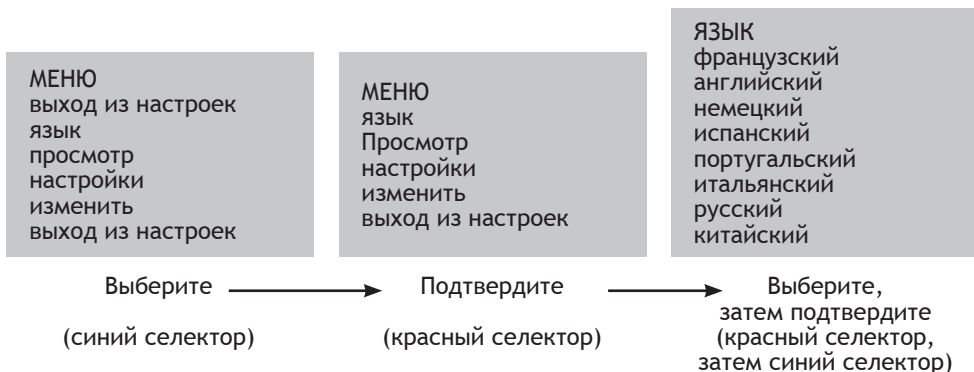 МЕНЮ
выход из настроек
язык
просмотр
настройки
изменить
выход из настроек
МЕНЮ
язык
Просмотр
настройки
изменить
выход из настроек
ЯЗЫК
французский
английский
немецкий
испанский
португальский
итальянский
русский
китайский
Выберите
(синий селектор)
Подтвердите
(красный селектор)
Выберите,
затем подтвердите
(красный селектор,
затем синий селектор)